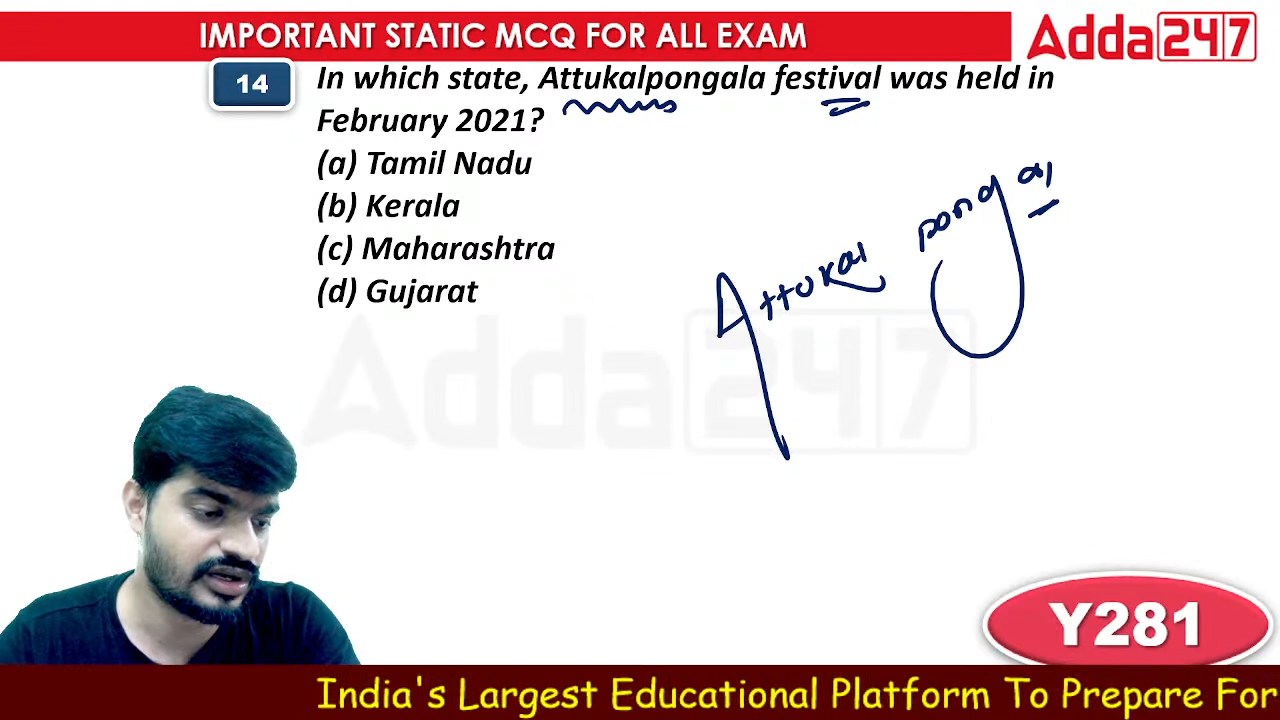 IMPORTANT STATIC MCQ FOR ALL EXAM
Adda247
14
In which state, Attukalpongala festival was held in
February 2021?
(a) Tamil Nadu
(b) Kerala
(c) Maharashtra
(d) Gujarat
Attukal pongal
Adda247
Y281
India's Largest Educational Platform To Prepare For